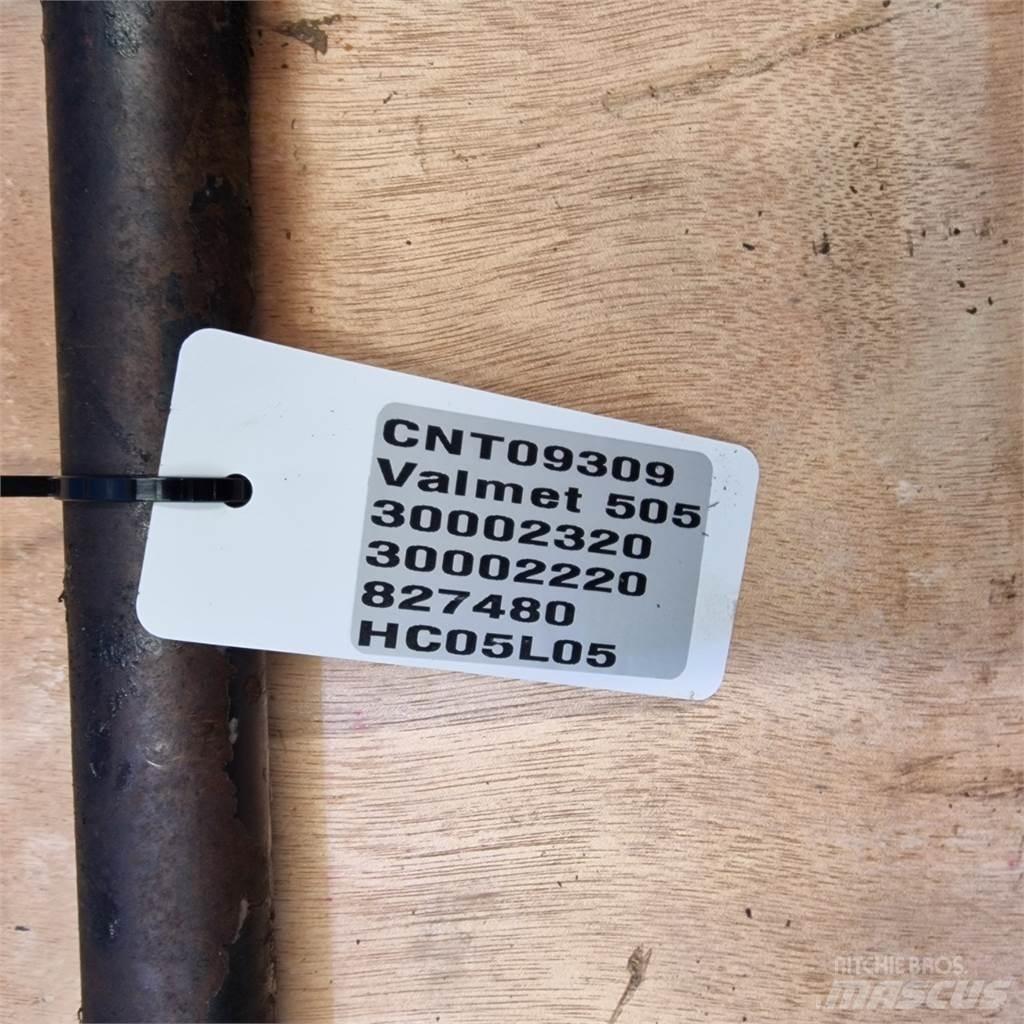 CNT09309
Valmet 505
30002320
30002220
827480
HC05L05
RITCHIE BROS.
MASCUS